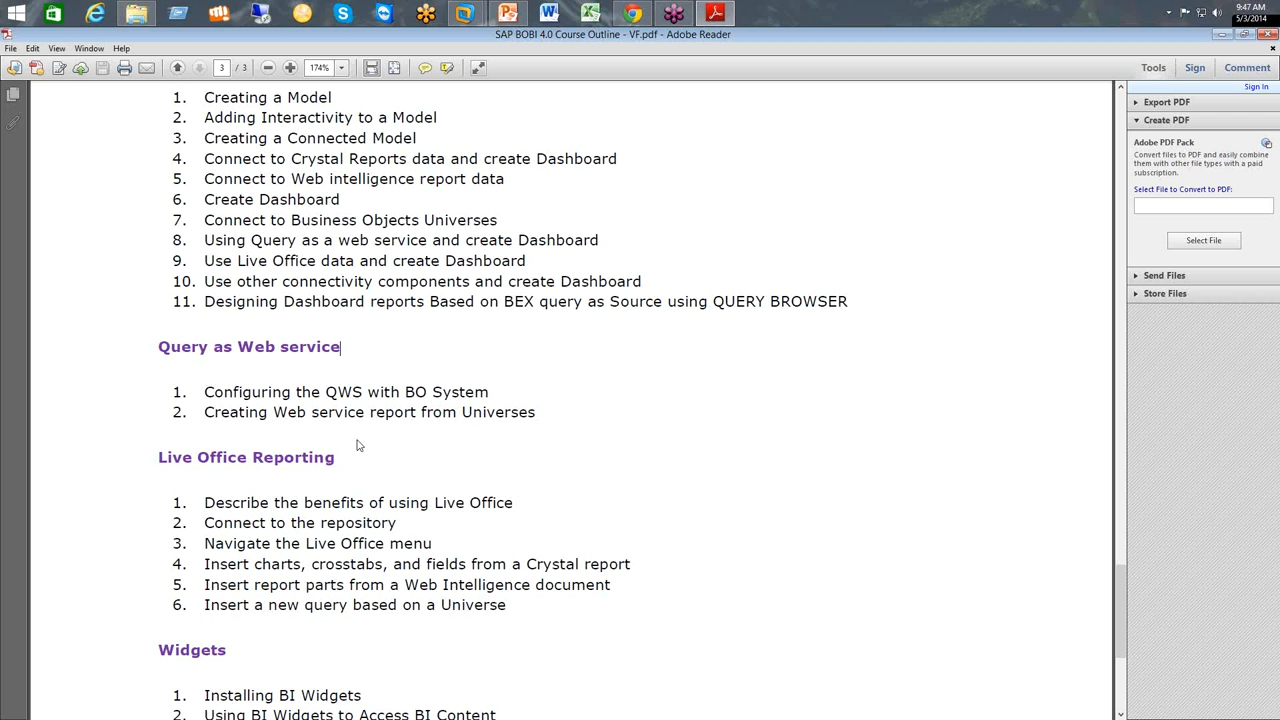 9:47 AM
5/3/2014
SAP BOBI 4.0 Course Outline - VF.pdf - Adobe Reader
File Edit View Window Help
3 / 3 174% Tools Sign Comment
Sign In
Export PDF
Create PDF
Adobe PDF Pack
Convert files to PDF and easily combine
them with other file types with a paid
subscription.
Select File to Convert to PDF:
Select File
Send Files
Store Files
1. Creating a Model
2. Adding Interactivity to a Model
3. Creating a Connected Model
4. Connect to Crystal Reports data and create Dashboard
5. Connect to Web intelligence report data
6. Create Dashboard
7. Connect to Business Objects Universes
8. Using Query as a web service and create Dashboard
9. Use Live Office data and create Dashboard
10. Use other connectivity components and create Dashboard
11. Designing Dashboard reports Based on BEX query as Source using QUERY BROWSER
Query as Web service
1. Configuring the QWS with BO System
2. Creating Web service report from Universes
Live Office Reporting
1. Describe the benefits of using Live Office
2. Connect to the repository
3. Navigate the Live Office menu
4. Insert charts, crosstabs, and fields from a Crystal report
5. Insert report parts from a Web Intelligence document
6. Insert a new query based on a Universe
Widgets
1. Installing BI Widgets
2. Using BI Widgets to Access BI Content